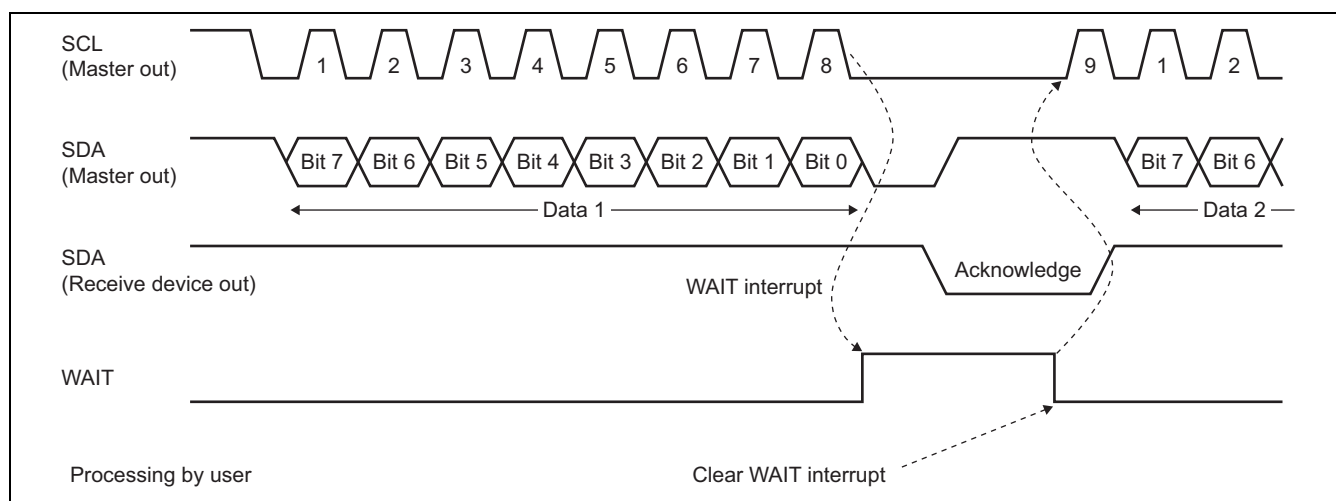 SCL
(Master out)
1 2 3 4 5 6 7 8 9 1 2
SDA
(Master out)
Bit 7 Bit 6 Bit 5 Bit 4 Bit 3 Bit 2 Bit 1 Bit 0 Bit 7 Bit 6
Data 1 Data 2
SDA
(Receive device out)
Acknowledge
WAIT interrupt
WAIT
Processing by user
Clear WAIT interrupt